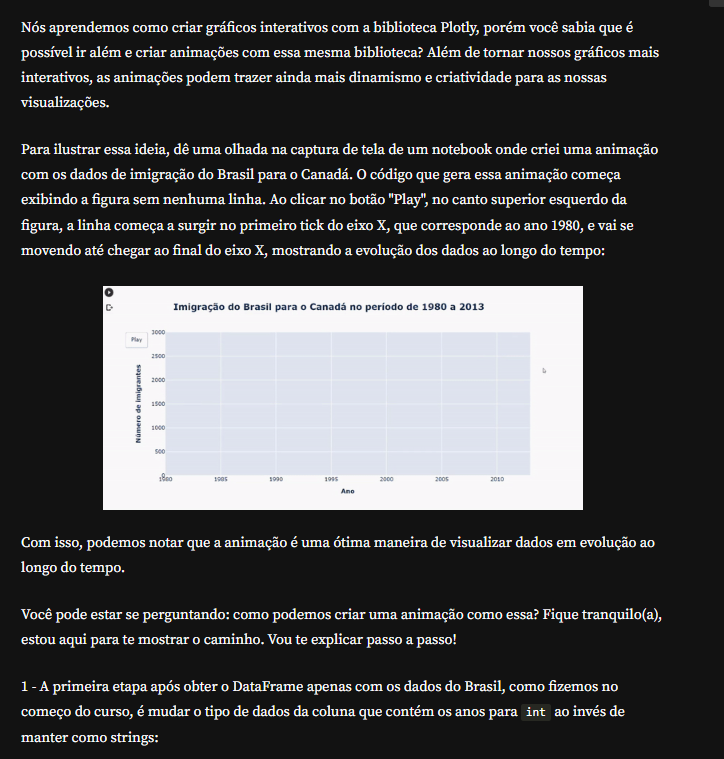 Nós aprendemos como criar gráficos interativos com a biblioteca Plotly, porém você sabia que é
possível ir além e criar animações com essa mesma biblioteca? Além de tornar nossos gráficos mais
interativos, as animações podem trazer ainda mais dinamismo e criatividade para as nossas
visualizações.
Para ilustrar essa ideia, dê uma olhada na captura de tela de um notebook onde criei uma animação
com os dados de imigração do Brasil para o Canadá. O código que gera essa animação começa
exibindo a figura sem nenhuma linha. Ao clicar no botão "Play", no canto superior esquerdo da
figura, a linha começa a surgir no primeiro tick do eixo X, que corresponde ao ano 1980, e vai se
movendo até chegar ao final do eixo X, mostrando a evolução dos dados ao longo do tempo:
Imigração do Brasil para o Canadá no período de 1980 a 2013
Play
3000
2500
2000
1500
1000
500
0
Número de imigrantes
1980 1985 1990 1995 2000 2005 2010
Ano
Com isso, podemos notar que a animação é uma ótima maneira de visualizar dados em evolução ao
longo do tempo.
Você pode estar se perguntando: como podemos criar uma animação como essa? Fique tranquilo(a),
estou aqui para te mostrar o caminho. Vou te explicar passo a passo!
1 - A primeira etapa após obter o DataFrame apenas com os dados do Brasil, como fizemos no
começo do curso, é mudar o tipo de dados da coluna que contém os anos para int ao invés de
manter como strings: